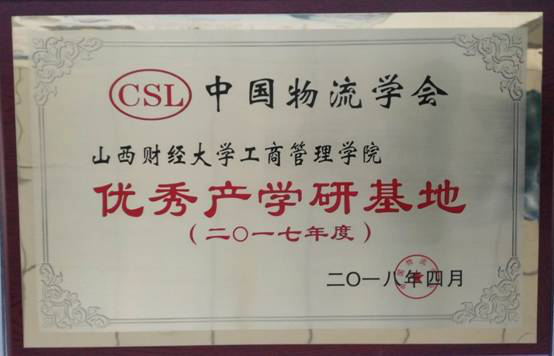 CSL 中国物流学会
山西财经大学工商管理学院
优秀产学研基地
（二〇一七年度）
二〇一八年四月